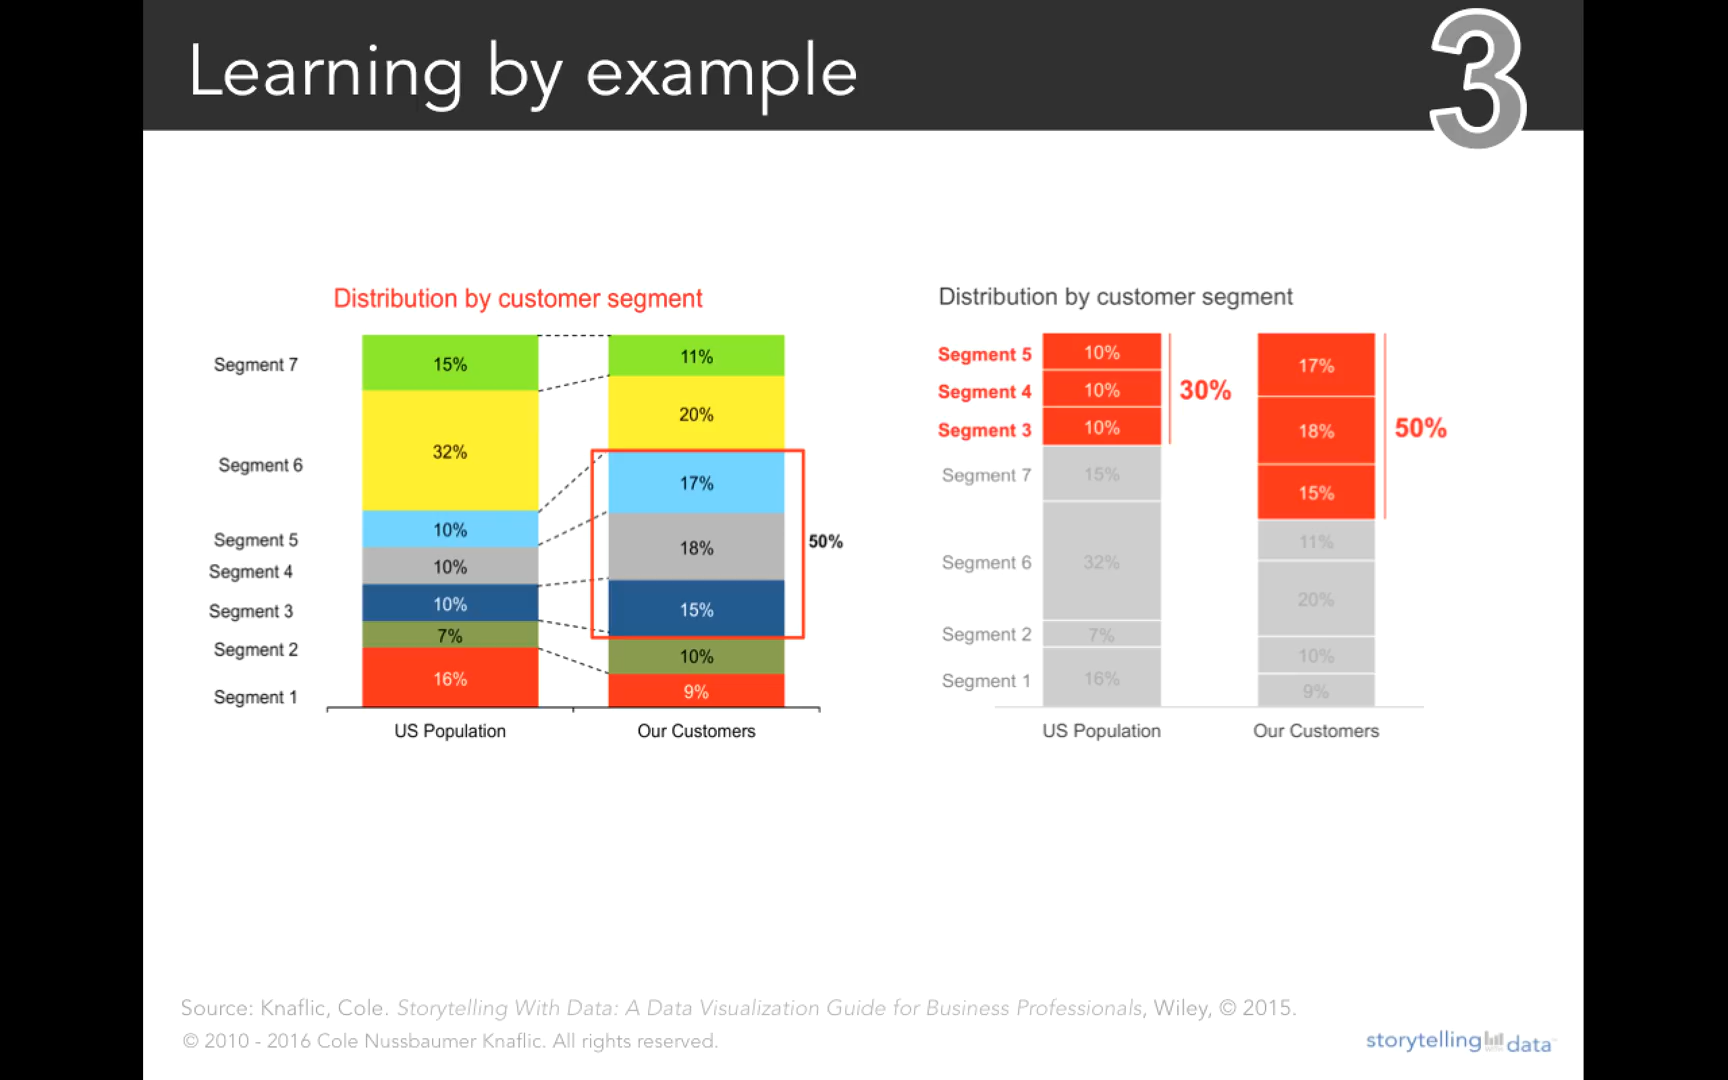 Learning by example
3
Distribution by customer segment
Segment 7
15%
11%
Segment 6
32%
20%
Segment 5
10%
17%
Segment 4
10%
18%
50%
Segment 3
10%
15%
Segment 2
7%
10%
Segment 1
16%
9%
US Population
Our Customers
Distribution by customer segment
Segment 5
10%
17%
Segment 4
10%
30%
18%
50%
Segment 3
10%
15%
Segment 7
15%
11%
Segment 6
32%
20%
Segment 2
7%
10%
Segment 1
16%
9%
US Population
Our Customers
Source: Knaflic, Cole. Storytelling With Data: A Data Visualization Guide for Business Professionals, Wiley, © 2015.
© 2010 - 2016 Cole Nussbaumer Knaflic. All rights reserved.
storytelling with data